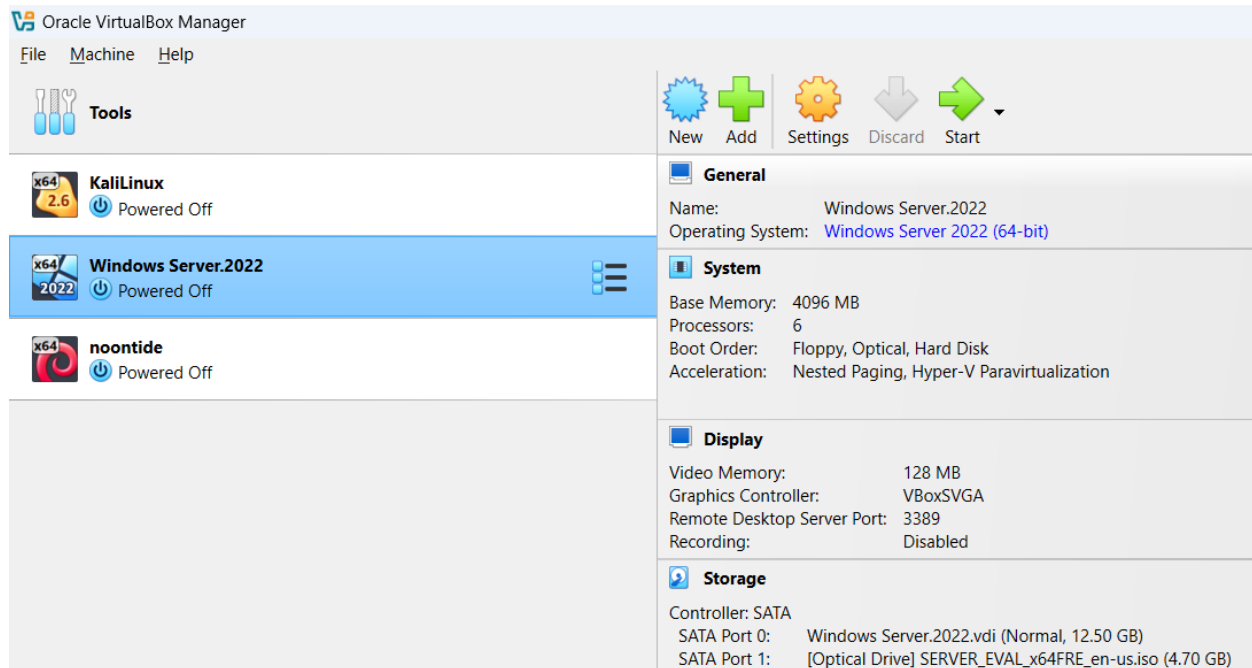 Oracle VirtualBox Manager
File Machine Help
Tools
New Add Settings Discard Start
x64 2.6 KaliLinux
Powered Off
x64 2022 Windows Server.2022
Powered Off
x64 noontide
Powered Off
General
Name: Windows Server.2022
Operating System: Windows Server 2022 (64-bit)
System
Base Memory: 4096 MB
Processors: 6
Boot Order: Floppy, Optical, Hard Disk
Acceleration: Nested Paging, Hyper-V Paravirtualization
Display
Video Memory: 128 MB
Graphics Controller: VBoxSVGA
Remote Desktop Server Port: 3389
Recording: Disabled
Storage
Controller: SATA
SATA Port 0: Windows Server.2022.vdi (Normal, 12.50 GB)
SATA Port 1: [Optical Drive] SERVER_EVAL_x64FRE_en-us.iso (4.70 GB)